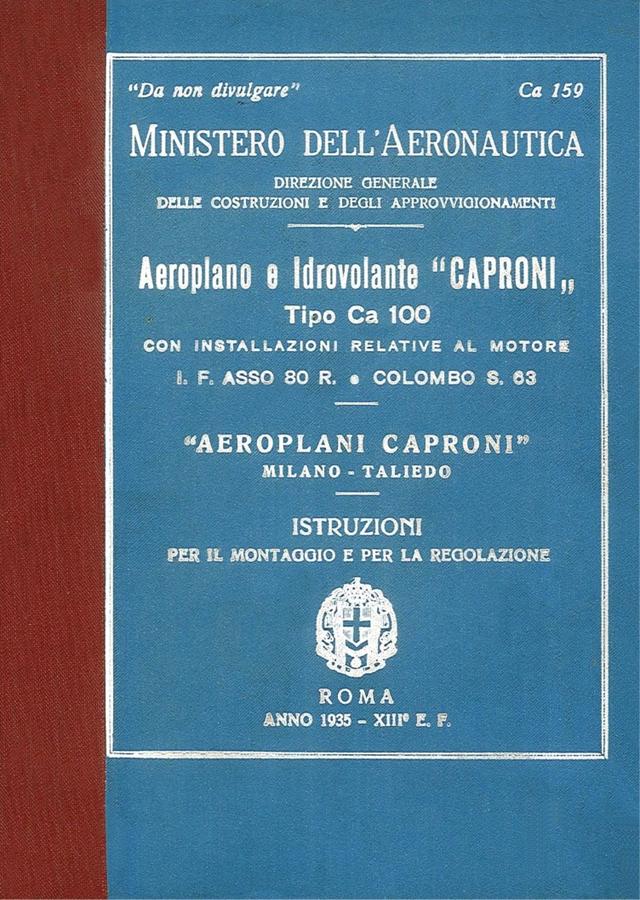 "Da non divulgare" Ca 159
MINISTERO DELL'AERONAUTICA
DIREZIONE GENERALE
DELLE COSTRUZIONI E DEGLI APPROVVIGIONAMENTI
Aeroplano e Idrovolante "CAPRONI„
Tipo Ca 100
CON INSTALLAZIONI RELATIVE AL MOTORE
I. F. ASSO 80 R. e COLOMBO S. 63
"AEROPLANI CAPRONI"
MILANO - TALIEDO
ISTRUZIONI
PER IL MONTAGGIO E PER LA REGOLAZIONE
ROMA
ANNO 1935 - XIIIº E. F.